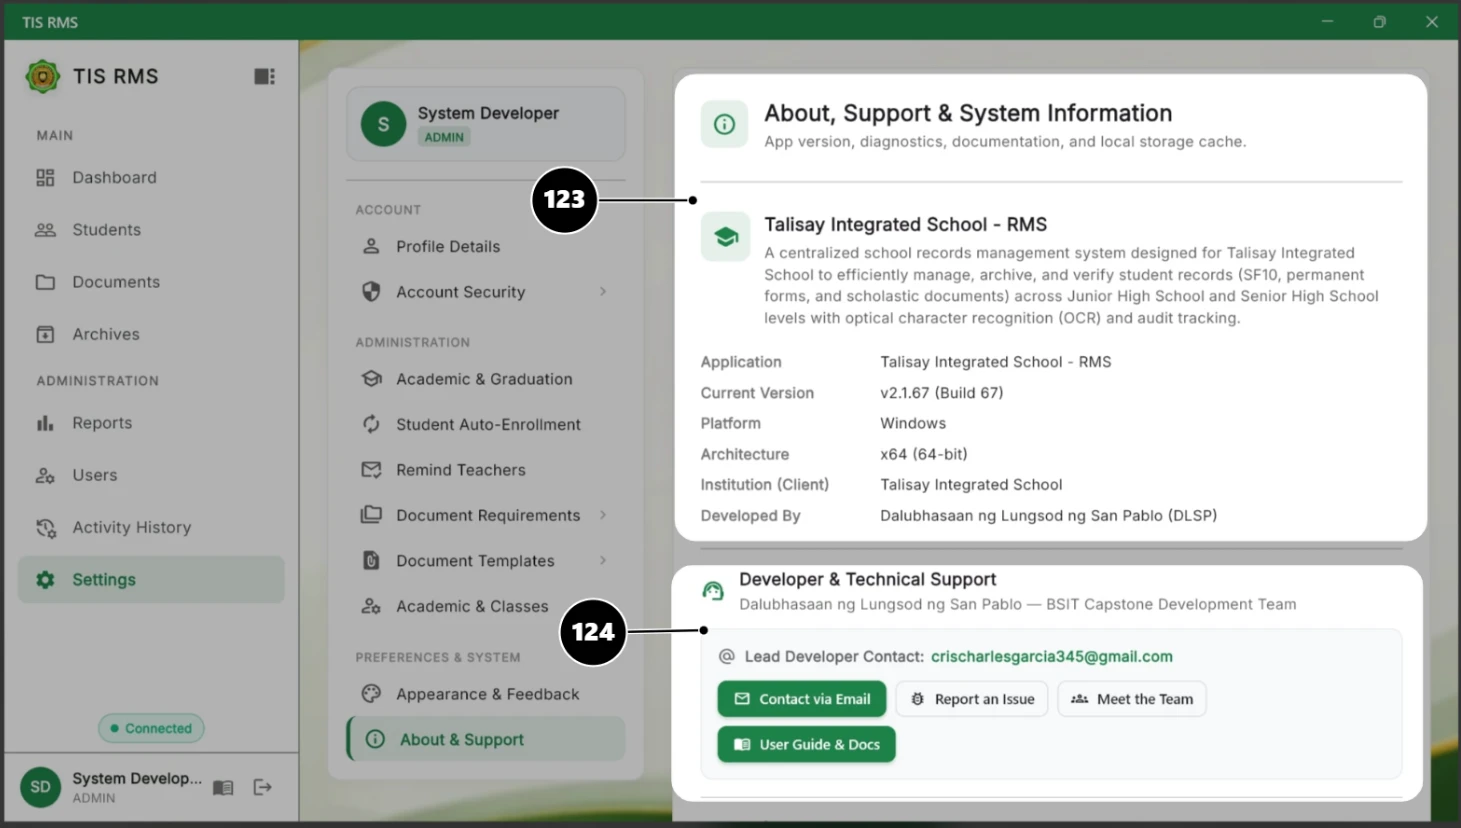 TIS RMS
TIS RMS
MAIN
Dashboard
Students
Documents
Archives
ADMINISTRATION
Reports
Users
Activity History
Settings
Connected
SD
System Develop...
ADMIN
S
System Developer
ADMIN
ACCOUNT
Profile Details
Account Security
ADMINISTRATION
Academic & Graduation
Student Auto-Enrollment
Remind Teachers
Document Requirements
Document Templates
Academic & Classes
PREFERENCES & SYSTEM
Appearance & Feedback
About & Support
123
About, Support & System Information
App version, diagnostics, documentation, and local storage cache.
Talisay Integrated School - RMS
A centralized school records management system designed for Talisay Integrated
School to efficiently manage, archive, and verify student records (SF10, permanent
forms, and scholastic documents) across Junior High School and Senior High School
levels with optical character recognition (OCR) and audit tracking.
Application Talisay Integrated School - RMS
Current Version v2.1.67 (Build 67)
Platform Windows
Architecture x64 (64-bit)
Institution (Client) Talisay Integrated School
Developed By Dalubhasaan ng Lungsod ng San Pablo (DLSP)
124
Developer & Technical Support
Dalubhasaan ng Lungsod ng San Pablo — BSIT Capstone Development Team
Lead Developer Contact: crischarlesgarcia345@gmail.com
Contact via Email Report an Issue Meet the Team
User Guide & Docs